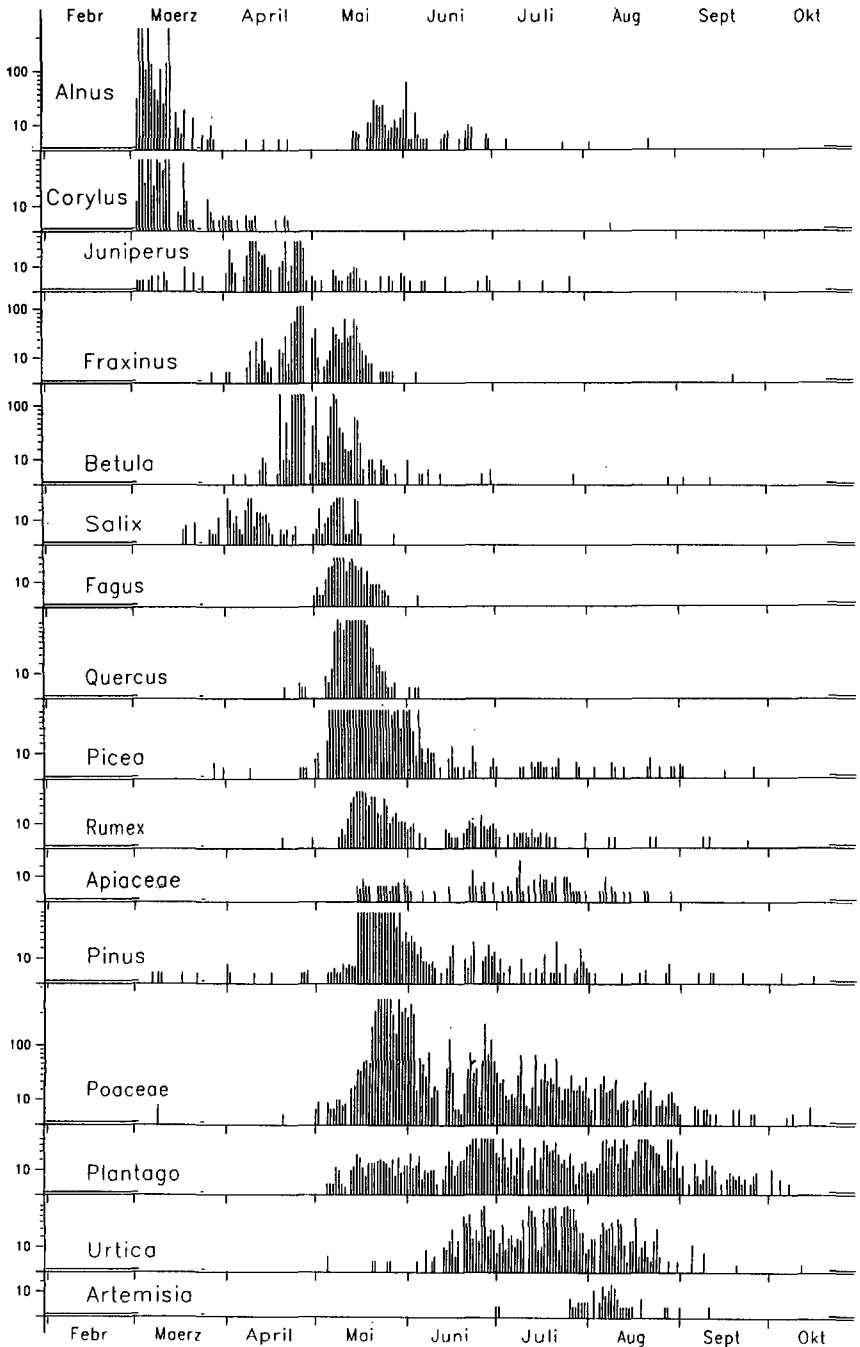 Febr Maerz April Mai Juni Juli Aug Sept Okt
100
Alnus
10
Corylus
10
Juniperus
10
100
Fraxinus
10
100
Betula
10
Salix
10
Fagus
10
Quercus
10
Picea
10
Rumex
10
Apiaceae
10
Pinus
10
100
Poaceae
10
Plantago
10
Urtica
10
Artemisia
10
Febr Maerz April Mai Juni Juli Aug Sept Okt